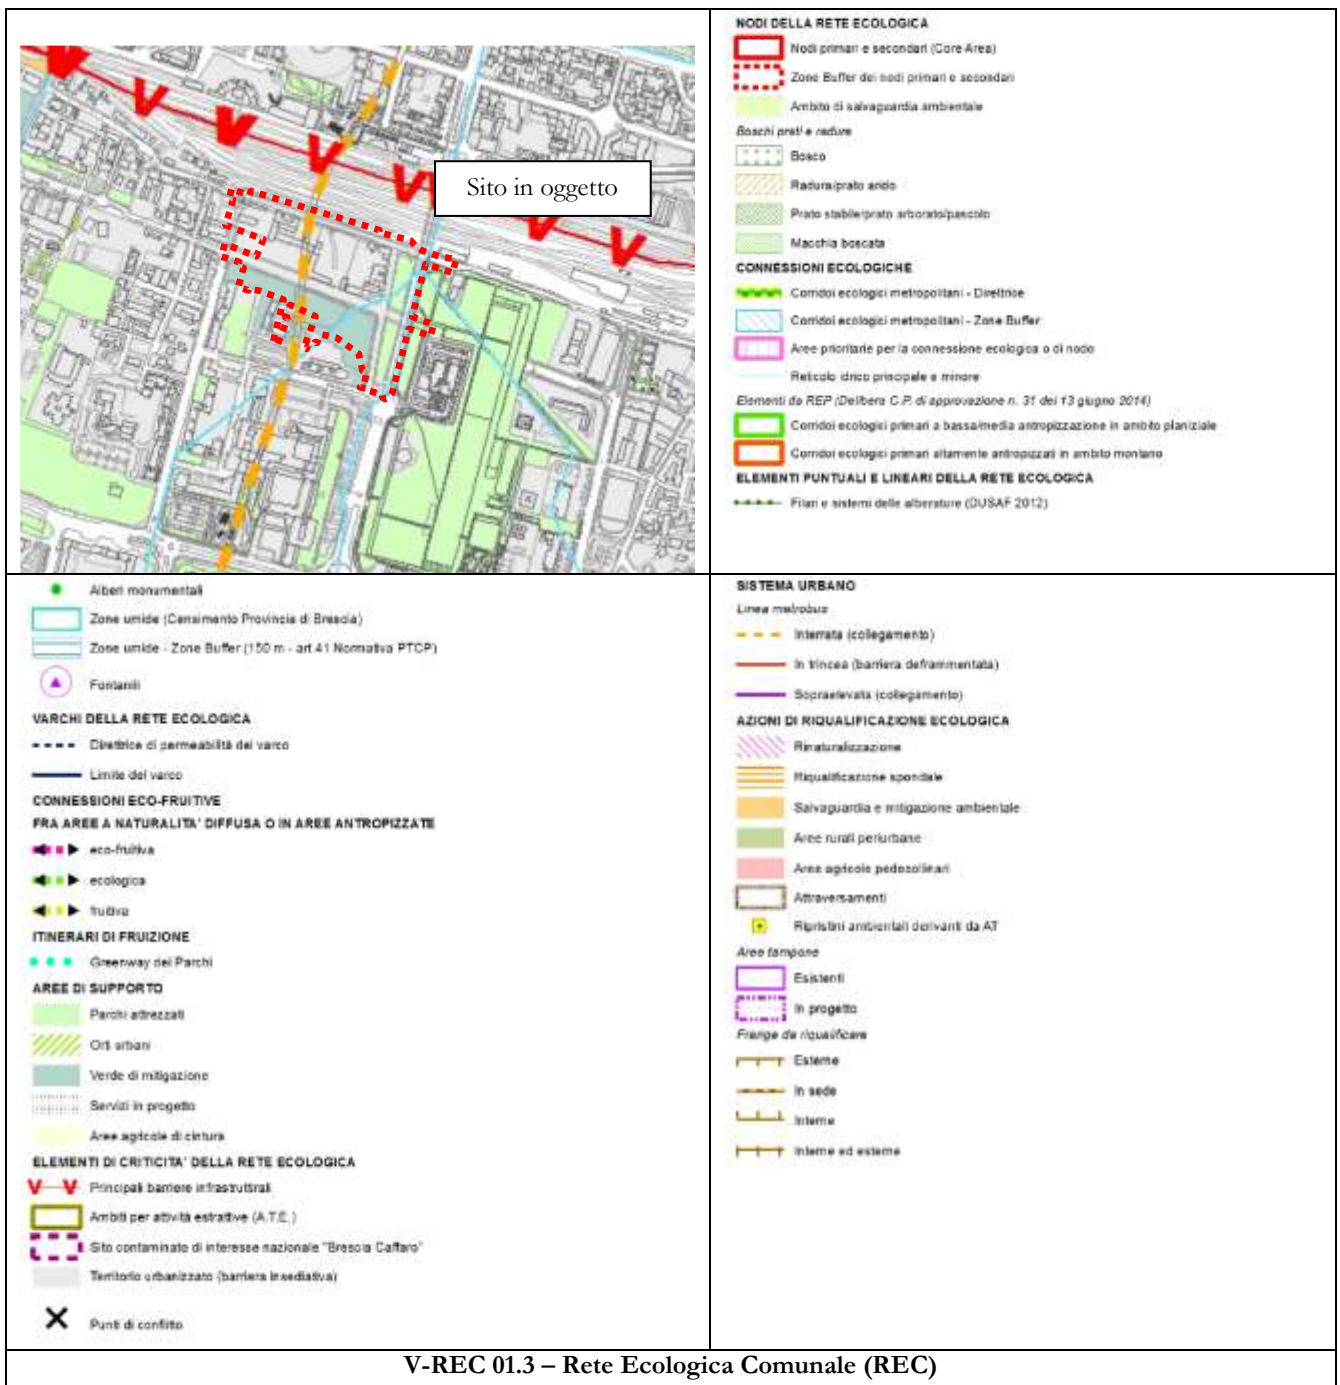 Sito in oggetto
NODI DELLA RETE ECOLOGICA
Nodi primari e secondari (Core Area)
Zone Buffer dei nodi primari e secondari
Ambito di salvaguardia ambientale
Boschi prati e radure
Bosco
Radura/prato arido
Prato stabile/prato arborato/pascolo
Macchia boscata
CONNESSIONI ECOLOGICHE
Corridoi ecologici metropolitani - Direttrice
Corridoi ecologici metropolitani - Zone Buffer
Aree prioritarie per la connessione ecologica o di nodo
Reticolo idrico principale e minore
Elementi da REP (Delibera C.P. di approvazione n. 31 del 13 giugno 2014)
Corridoi ecologici primari a bassa/media antropizzazione in ambito planiziale
Corridoi ecologici primari altamente antropizzati in ambito montano
ELEMENTI PUNTUALI E LINEARI DELLA RETE ECOLOGICA
Filari e sistemi delle alberature (DUSAF 2012)
Alberi monumentali
Zone umide (Censimento Provincia di Brescia)
Zone umide - Zone Buffer (150 m - art 41 Normativa PTCP)
Fontanili
VARCHI DELLA RETE ECOLOGICA
Direttrice di permeabilità del varco
Limite del varco
CONNESSIONI ECO-FRUITIVE
FRA AREE A NATURALITA' DIFFUSA O IN AREE ANTROPIZZATE
eco-fruitiva
ecologica
fruitiva
ITINERARI DI FRUIZIONE
Greenway dei Parchi
AREE DI SUPPORTO
Parchi attrezzati
Orti urbani
Verde di mitigazione
Servizi in progetto
Aree agricole di cintura
ELEMENTI DI CRITICITA' DELLA RETE ECOLOGICA
V V Principali barriere infrastrutturali
Ambiti per attività estrattive (A.T.E.)
Sito contaminato di interesse nazionale "Brescia Caffaro"
Territorio urbanizzato (barriera insediativa)
Punti di conflitto
SISTEMA URBANO
Linea metrobus
Interrata (collegamento)
In trincea (barriera deframmentata)
Sopraelevata (collegamento)
AZIONI DI RIQUALIFICAZIONE ECOLOGICA
Rinaturalizzazione
Riqualificazione spondale
Salvaguardia e mitigazione ambientale
Aree rurali periurbane
Aree agricole pedecollinari
Attraversamenti
Ripristini ambientali derivanti da AT
Aree tampone
Esistenti
In progetto
Frange da riqualificare
Esterne
In sede
Interne
Interne ed esterne
V-REC 01.3 – Rete Ecologica Comunale (REC)